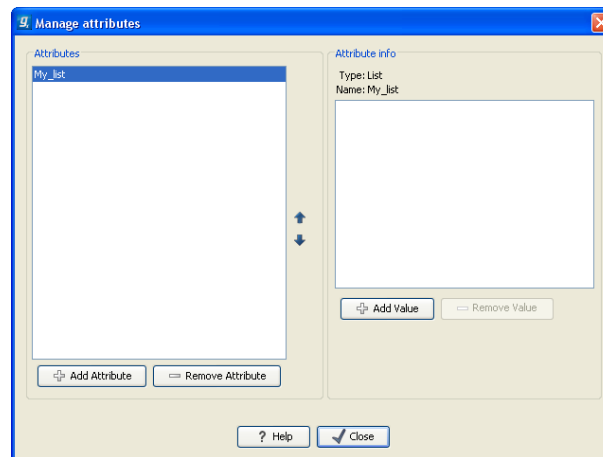 Manage attributes
Attributes
My_list
Add Attribute
Remove Attribute
Attribute info
Type: List
Name: My_list
Add Value
Remove Value
? Help
Close